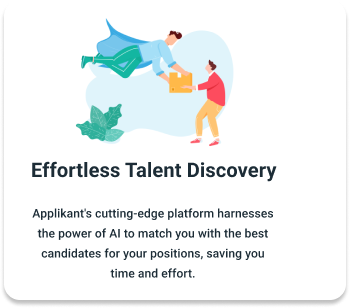 Effortless Talent Discovery
Applikant's cutting-edge platform harnesses
the power of AI to match you with the best
candidates for your positions, saving you
time and effort.